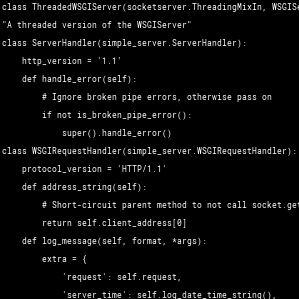 class ThreadedWSGIServer(socketserver.ThreadingMixIn, WSGISe
"A threaded version of the WSGIServer"
class ServerHandler(simple_server.ServerHandler):
    http_version = '1.1'
    def handle_error(self):
        # Ignore broken pipe errors, otherwise pass on
        if not is_broken_pipe_error():
            super().handle_error()
class WSGIRequestHandler(simple_server.WSGIRequestHandler):
    protocol_version = 'HTTP/1.1'
    def address_string(self):
        # Short-circuit parent method to not call socket.get
        return self.client_address[0]
    def log_message(self, format, *args):
        extra = {
            'request': self.request,
            'server_time': self.log_date_time_string(),